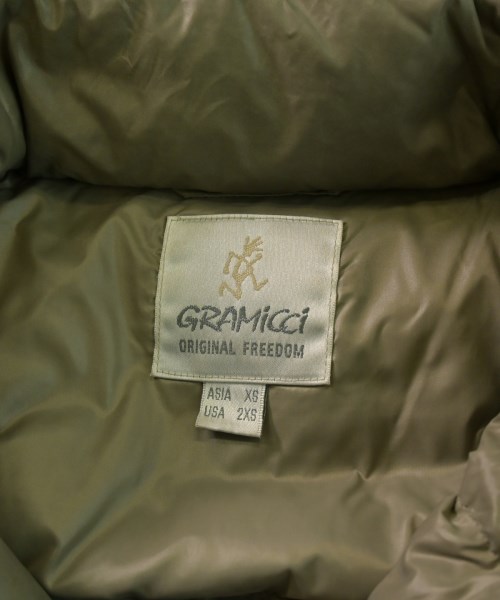 GRAMiCCi
ORIGINAL FREEDOM
ASIA XS
USA 2XS